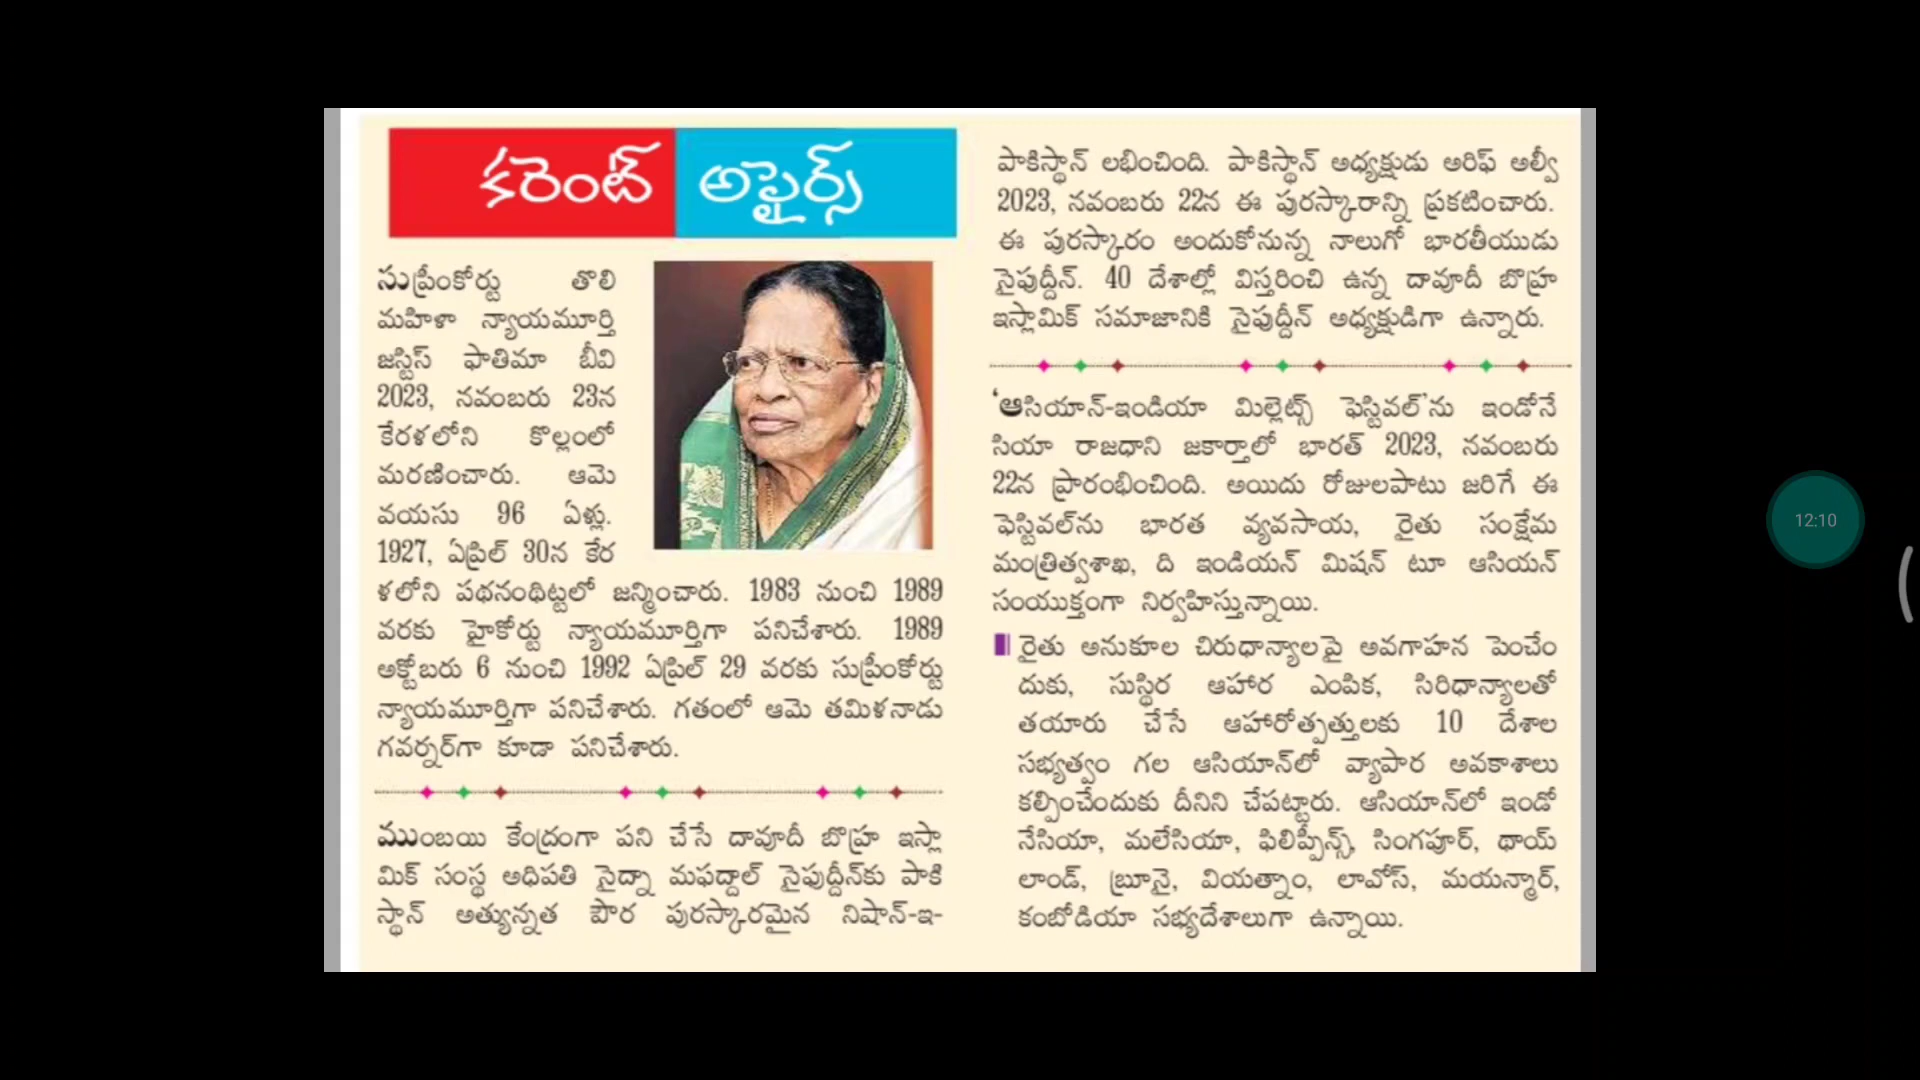 కరెంట్ అఫైర్స్
సుప్రీంకోర్టు తొలి
మహిళా న్యాయమూర్తి
జస్టిస్ ఫాతిమా బీవి
2023, నవంబరు 23న
కేరళలోని కొల్లంలో
మరణించారు. ఆమె
వయసు 96 ఏళ్లు.
1927, ఏప్రిల్ 30న కేర
ళలోని పథనంథిట్టలో జన్మించారు. 1983 నుంచి 1989
వరకు హైకోర్టు న్యాయమూర్తిగా పనిచేశారు. 1989
అక్టోబరు 6 నుంచి 1992 ఏప్రిల్ 29 వరకు సుప్రీంకోర్టు
న్యాయమూర్తిగా పనిచేశారు. గతంలో ఆమె తమిళనాడు
గవర్నర్‌గా కూడా పనిచేశారు.
ముంబయి కేంద్రంగా పని చేసే దావూదీ బొహ్ర ఇస్లా
మిక్ సంస్థ అధిపతి సైద్నా మఫద్దాల్ సైఫుద్దీన్‌కు పాకి
స్థాన్ అత్యున్నత పౌర పురస్కారమైన నిషాన్-ఇ-
పాకిస్థాన్ లభించింది. పాకిస్థాన్ అధ్యక్షుడు అరిఫ్ అల్వీ
2023, నవంబరు 22న ఈ పురస్కారాన్ని ప్రకటించారు.
ఈ పురస్కారం అందుకోనున్న నాలుగో భారతీయుడు
సైఫుద్దీన్. 40 దేశాల్లో విస్తరించి ఉన్న దావూదీ బొహ్ర
ఇస్లామిక్ సమాజానికి సైఫుద్దీన్ అధ్యక్షుడిగా ఉన్నారు.
'ఆసియాన్-ఇండియా మిల్లెట్స్ ఫెస్టివల్'ను ఇండోనే
సియా రాజధాని జకార్తాలో భారత్ 2023, నవంబరు
22న ప్రారంభించింది. అయిదు రోజులపాటు జరిగే ఈ
ఫెస్టివల్‌ను భారత వ్యవసాయ, రైతు సంక్షేమ
మంత్రిత్వశాఖ, ది ఇండియన్ మిషన్ టూ ఆసియన్
సంయుక్తంగా నిర్వహిస్తున్నాయి.
రైతు అనుకూల చిరుధాన్యాలపై అవగాహన పెంచేం
దుకు, సుస్థిర ఆహార ఎంపిక, సిరిధాన్యాలతో
తయారు చేసే ఆహారోత్పత్తులకు 10 దేశాల
సభ్యత్వం గల ఆసియాన్‌లో వ్యాపార అవకాశాలు
కల్పించేందుకు దీనిని చేపట్టారు. ఆసియాన్‌లో ఇండో
నేసియా, మలేసియా, ఫిలిప్పీన్స్, సింగపూర్, థాయ్
లాండ్, బ్రూనై, వియత్నాం, లావోస్, మయన్మార్,
కంబోడియా సభ్యదేశాలుగా ఉన్నాయి.
12:10